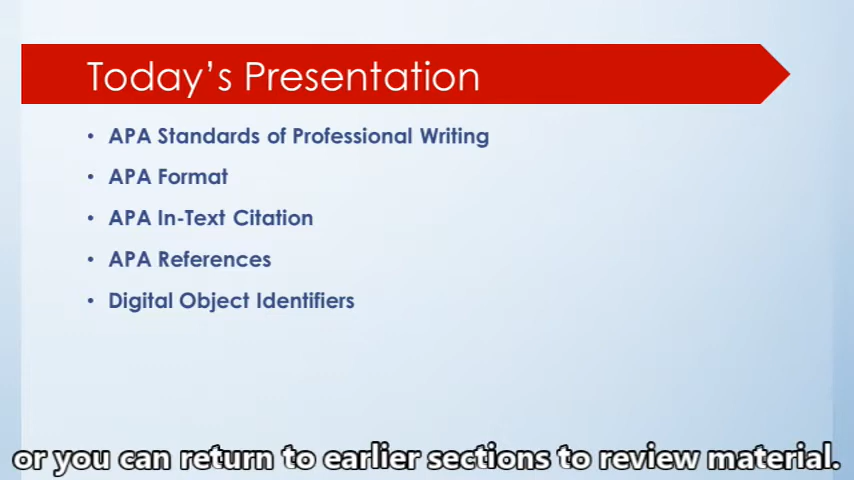 Today's Presentation
• APA Standards of Professional Writing
• APA Format
• APA In-Text Citation
• APA References
• Digital Object Identifiers
or you can return to earlier sections to review material.